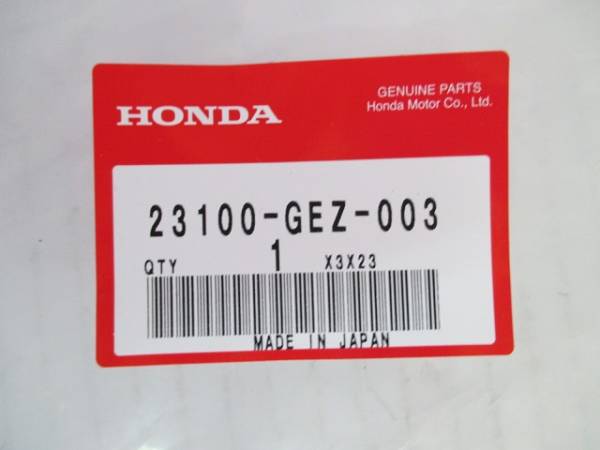 HONDA
GENUINE PARTS
Honda Motor Co., Ltd.
23100-GEZ-003
QTY 1 X3X23
MADE IN JAPAN